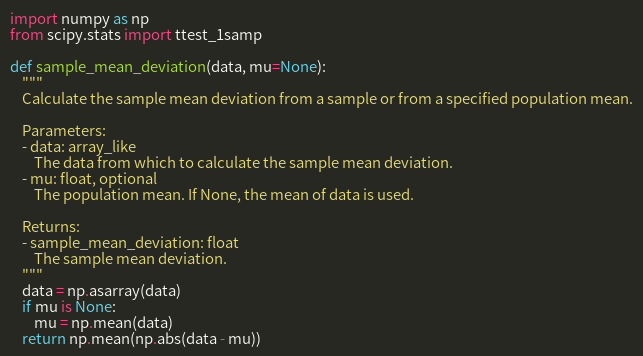 import numpy as np
from scipy.stats import ttest_1samp
def sample_mean_deviation(data, mu=None):
"""
Calculate the sample mean deviation from a sample or from a specified population mean.
Parameters:
- data: array_like
The data from which to calculate the sample mean deviation.
- mu: float, optional
The population mean. If None, the mean of data is used.
Returns:
- sample_mean_deviation: float
The sample mean deviation.
"""
data = np.asarray(data)
if mu is None:
mu = np.mean(data)
return np.mean(np.abs(data - mu))